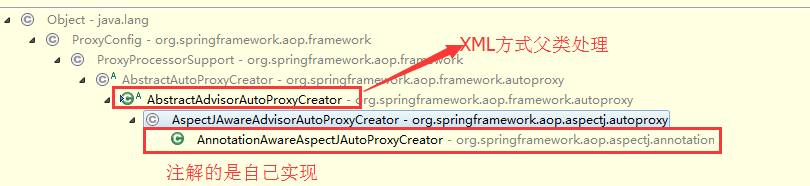 Object - java.lang
ProxyConfig - org.springframework.aop.framework
XML方式父类处理
ProxyProcessorSupport - org.springframework.aop.framework
AbstractAutoProxyCreator - org.springframework.aop.framework.autoproxy
AbstractAdvisorAutoProxyCreator - org.springframework.aop.framework.autoproxy
AspectJAwareAdvisorAutoProxyCreator - org.springframework.aop.aspectj.autoproxy
AnnotationAwareAspectJAutoProxyCreator - org.springframework.aop.aspectj.annotation
注解的是自己实现